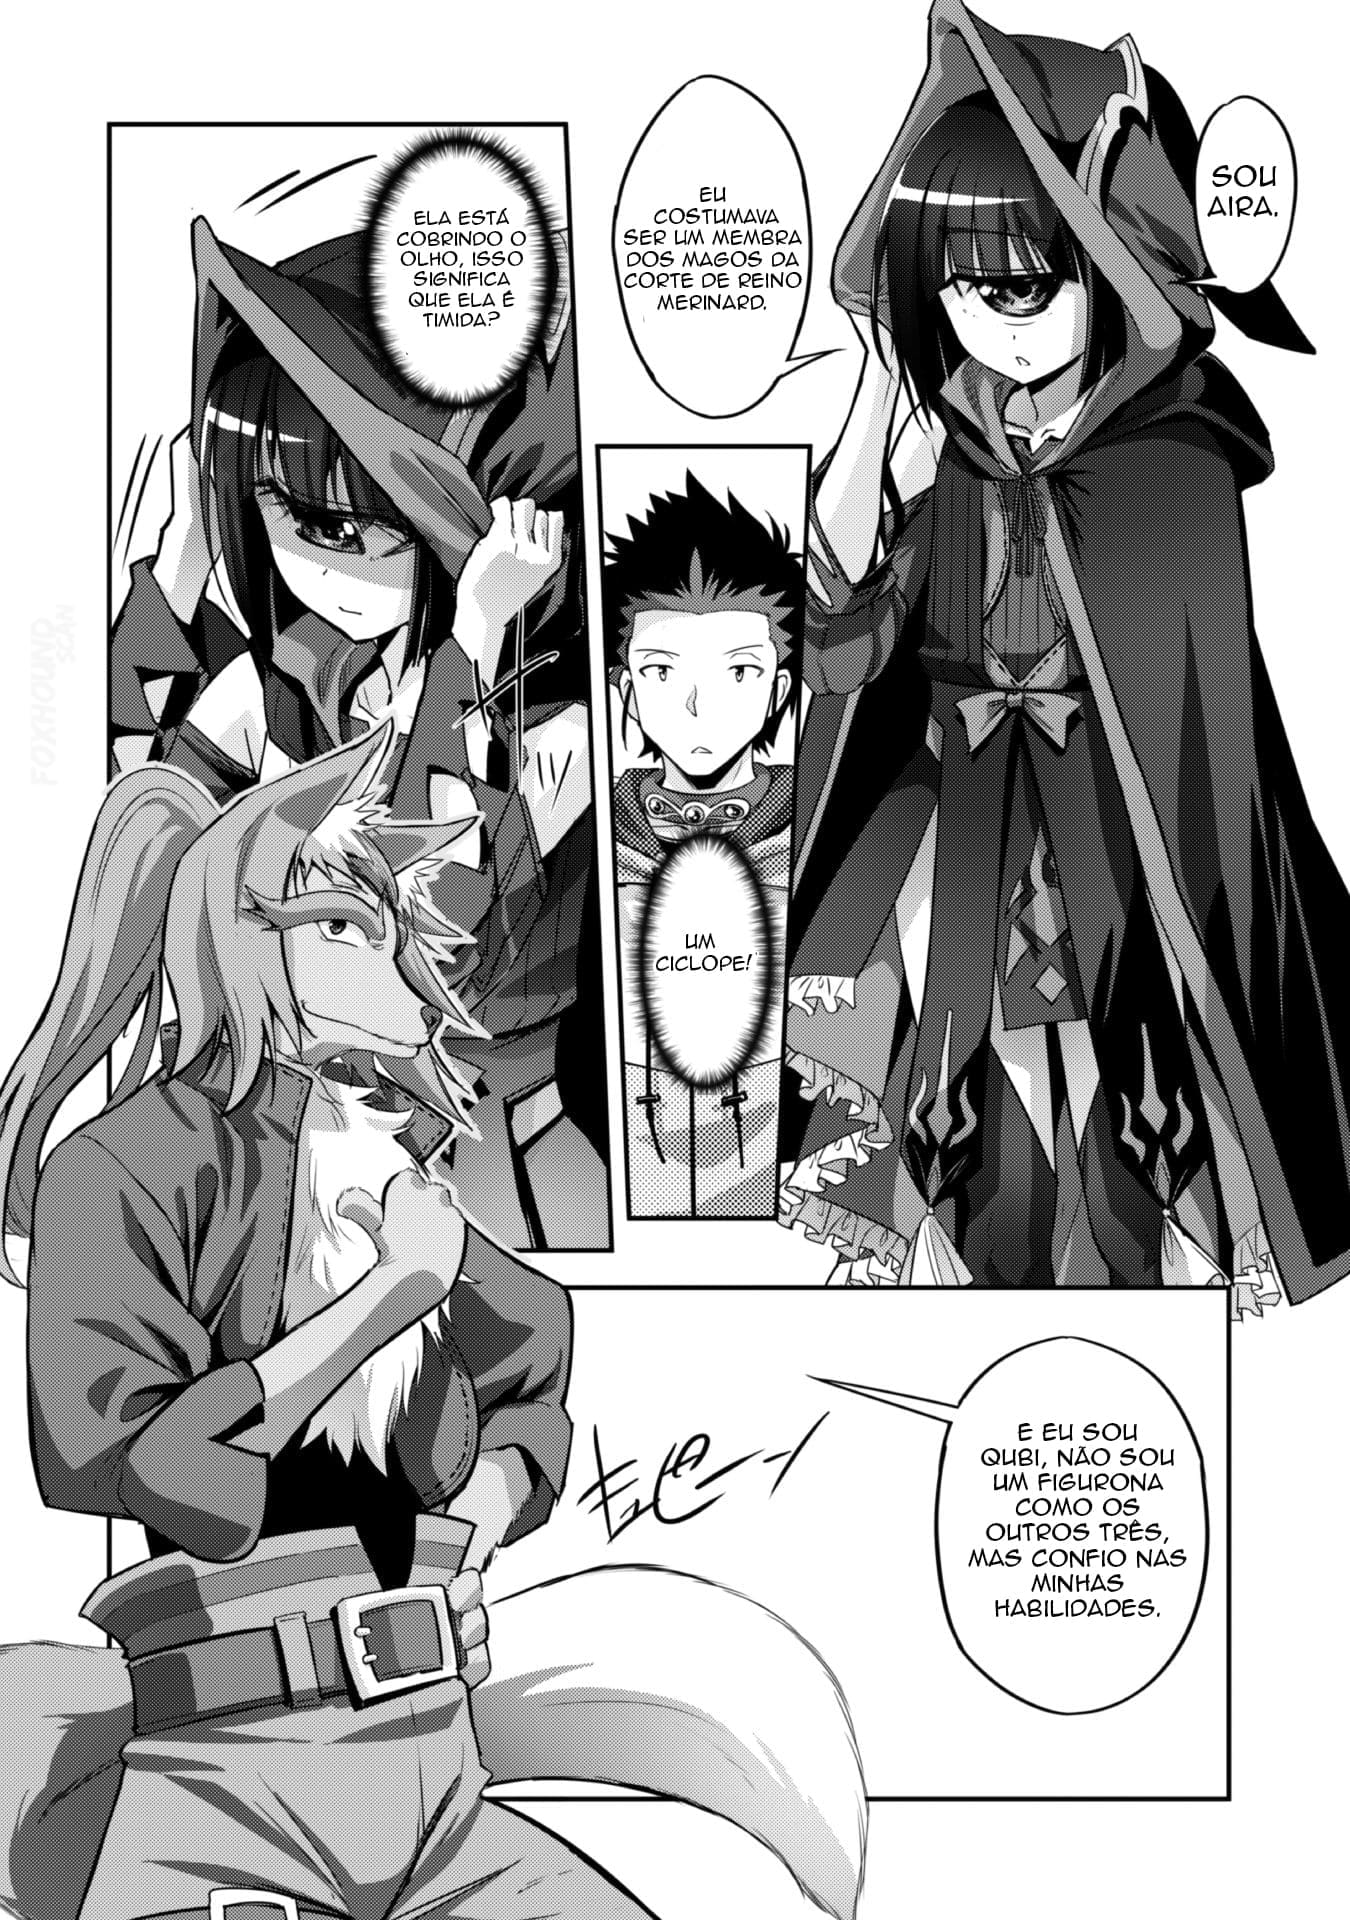 SOU
AIRA.
EU
COSTUMAVA
SER UM MEMBRA
DOS MAGOS DA
CORTE DE REINO
MERINARD.
UM
CICLOPE!
ELA ESTÁ
COBRINDO O
OLHO, ISSO
SIGNIFICA
QUE ELA É
TIMIDA?
E EU SOU
QUBI, NÃO SOU
UM FIGURONA
COMO OS
OUTROS TRÊS,
MAS CONFIO NAS
MINHAS
HABILIDADES.
FOXHOUND
SCAN